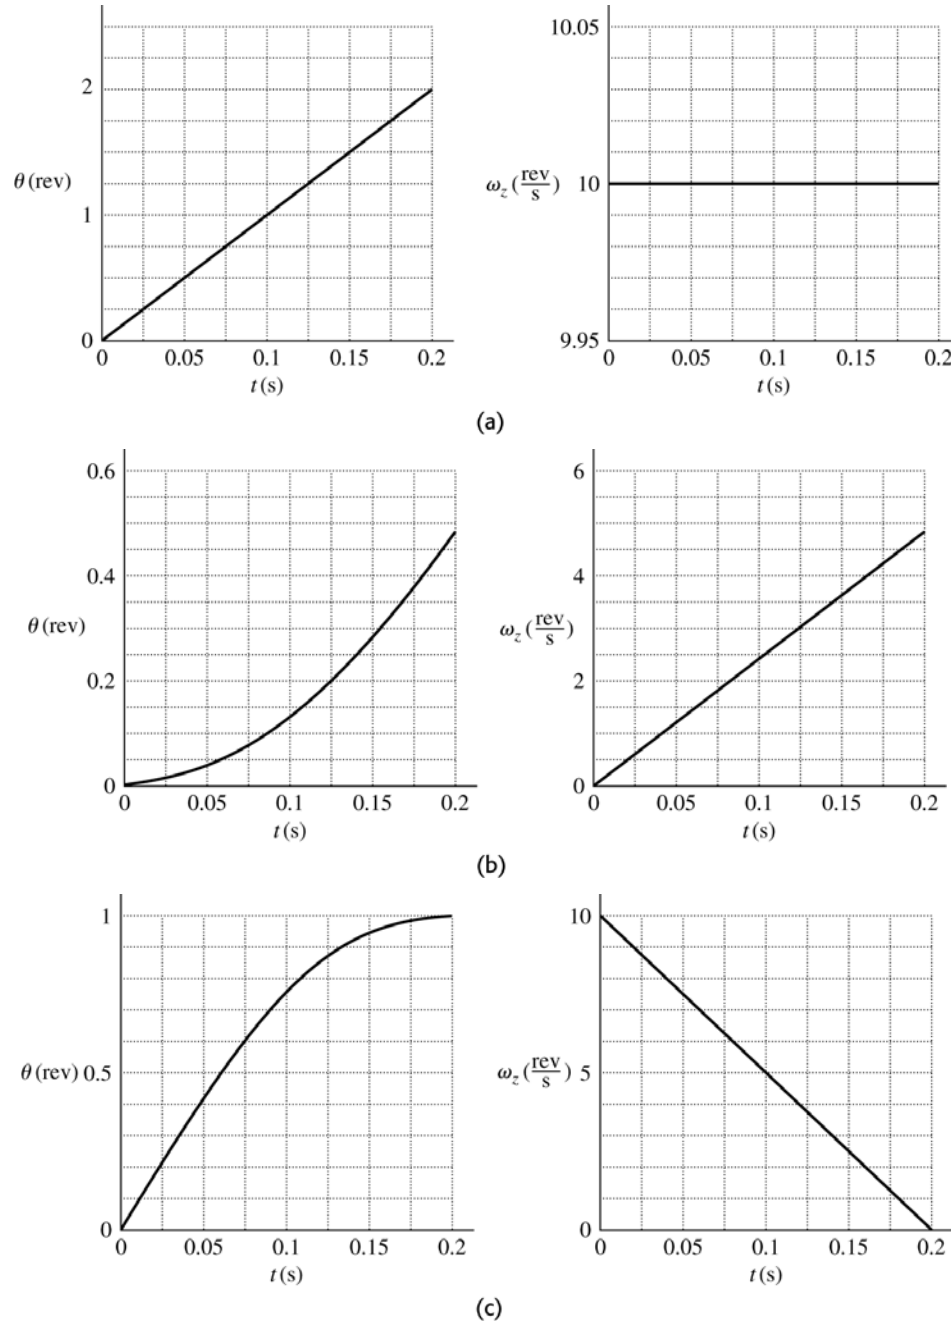 2
θ (rev)
1
0
0 0.05 0.1 0.15 0.2
t (s)
10.05
ω_z (rev/s) 10
9.95
0 0.05 0.1 0.15 0.2
t (s)
(a)
0.6
0.4
θ (rev)
0.2
0
0 0.05 0.1 0.15 0.2
t (s)
6
4
ω_z (rev/s)
2
0
0 0.05 0.1 0.15 0.2
t (s)
(b)
1
θ (rev) 0.5
0
0 0.05 0.1 0.15 0.2
t (s)
10
ω_z (rev/s) 5
0
0 0.05 0.1 0.15 0.2
t (s)
(c)